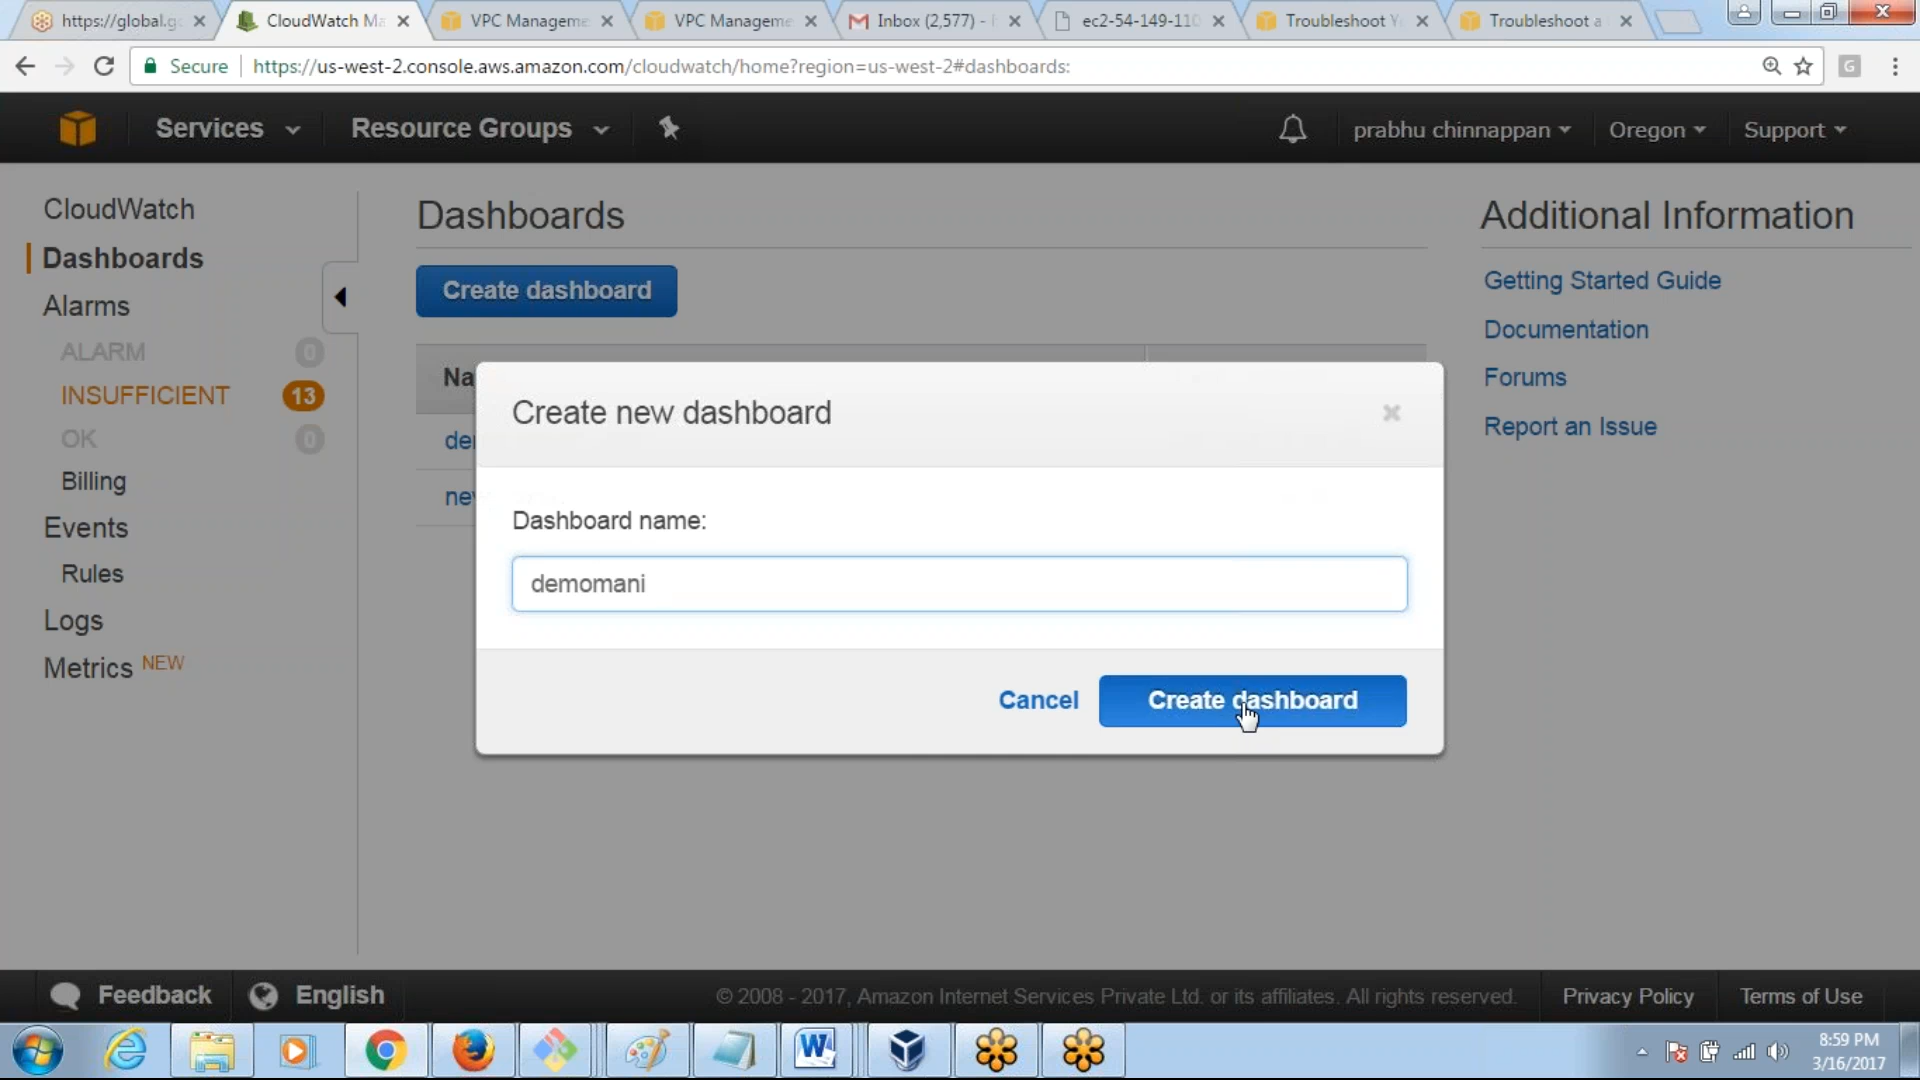 https://global.g
CloudWatch Ma
VPC Manageme
VPC Manageme
Inbox (2,577) -
ec2-54-149-110
Troubleshoot Y
Troubleshoot a
Secure
https://us-west-2.console.aws.amazon.com/cloudwatch/home?region=us-west-2#dashboards:
G
Services
Resource Groups
prabhu chinnappan
Oregon
Support
CloudWatch
Dashboards
Alarms
ALARM 0
INSUFFICIENT 13
OK 0
Billing
Events
Rules
Logs
Metrics NEW
Dashboards
Create dashboard
Na
de
ne
Create new dashboard
Dashboard name:
demomani
Cancel
Create dashboard
Additional Information
Getting Started Guide
Documentation
Forums
Report an Issue
Feedback
English
© 2008 - 2017, Amazon Internet Services Private Ltd. or its affiliates. All rights reserved.
Privacy Policy
Terms of Use
8:59 PM
3/16/2017